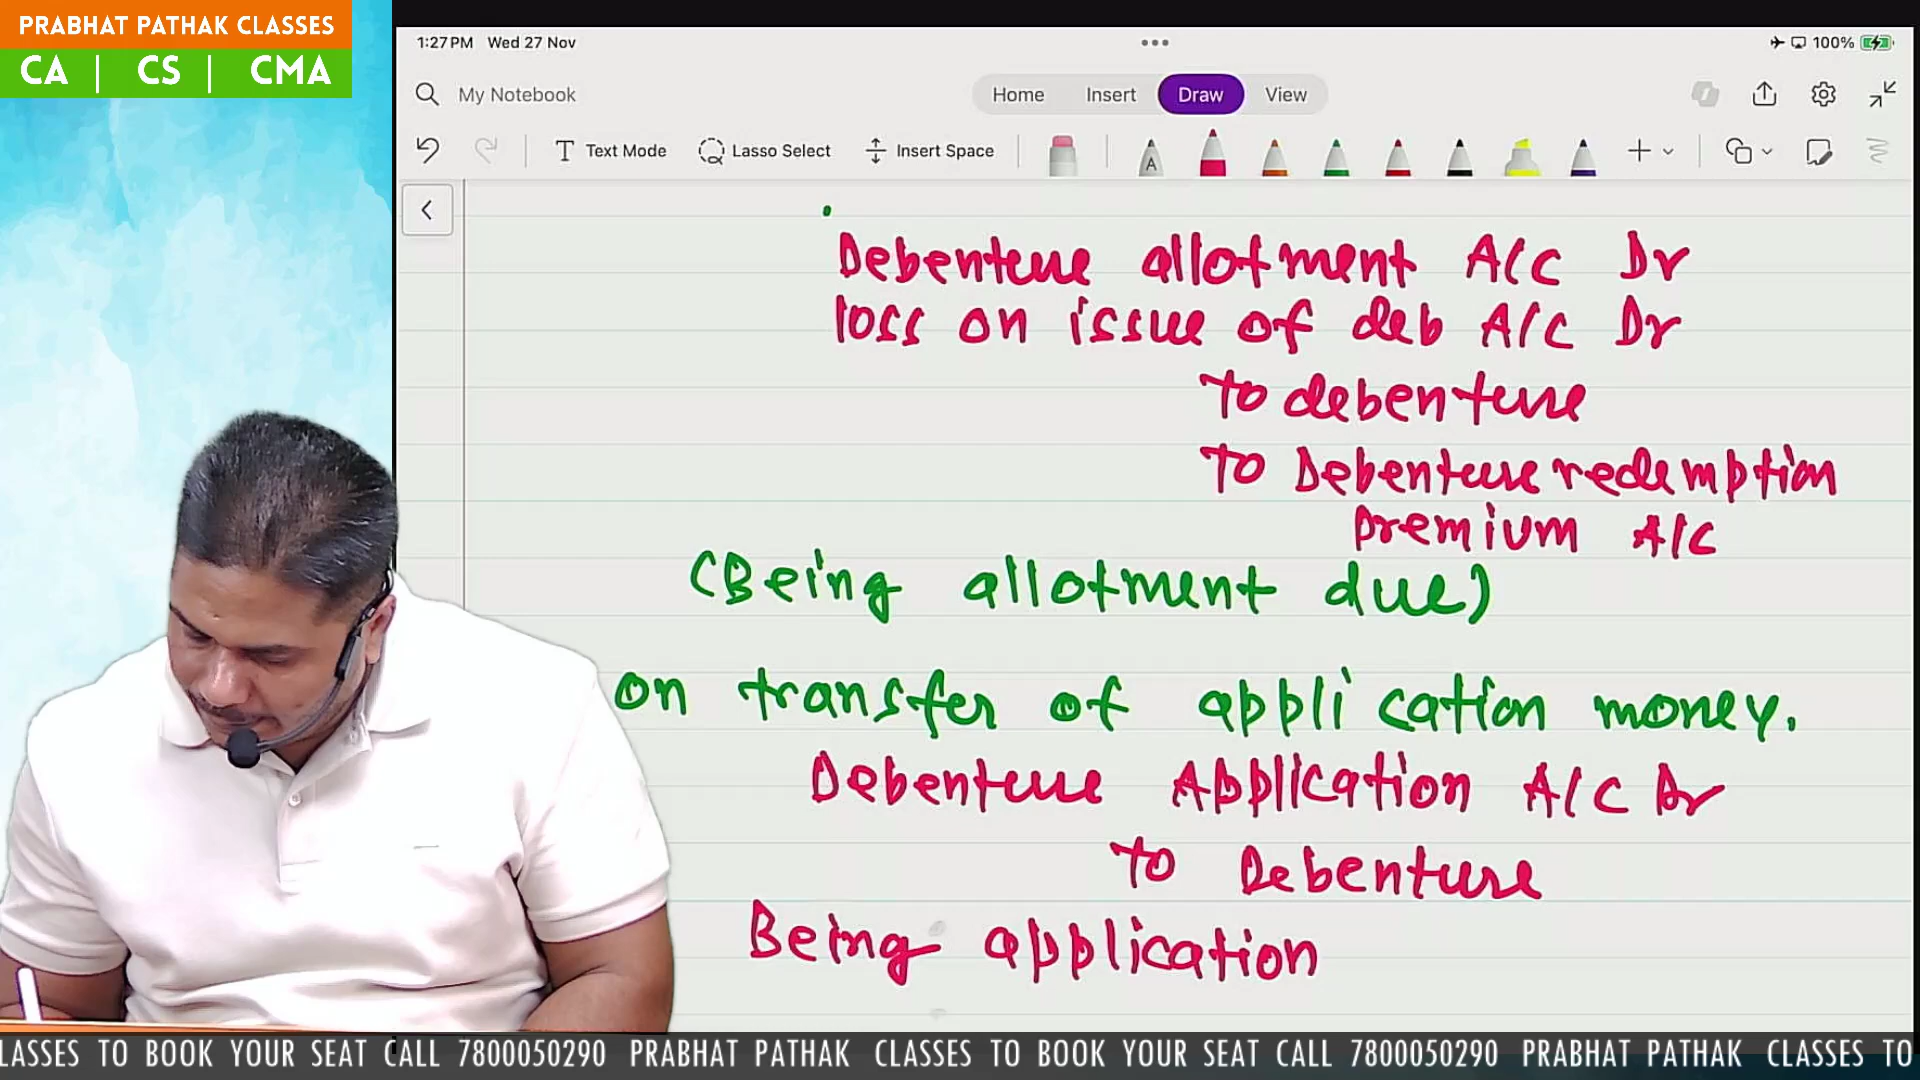 PRABHAT PATHAK CLASSES
CA | CS | CMA
1:27 PM Wed 27 Nov
100%
My Notebook
Home Insert Draw View
Text Mode Lasso Select Insert Space
A
Debenture allotment A/C Dr
loss on issue of deb A/C Dr
To debenture
To Debenture redemption
premium A/C
(Being allotment due)
on transfer of application money.
Debenture Application A/C Dr
To Debenture
Being application
LASSES TO BOOK YOUR SEAT CALL 7800050290 PRABHAT PATHAK CLASSES TO BOOK YOUR SEAT CALL 7800050290 PRABHAT PATHAK CLASSES TO